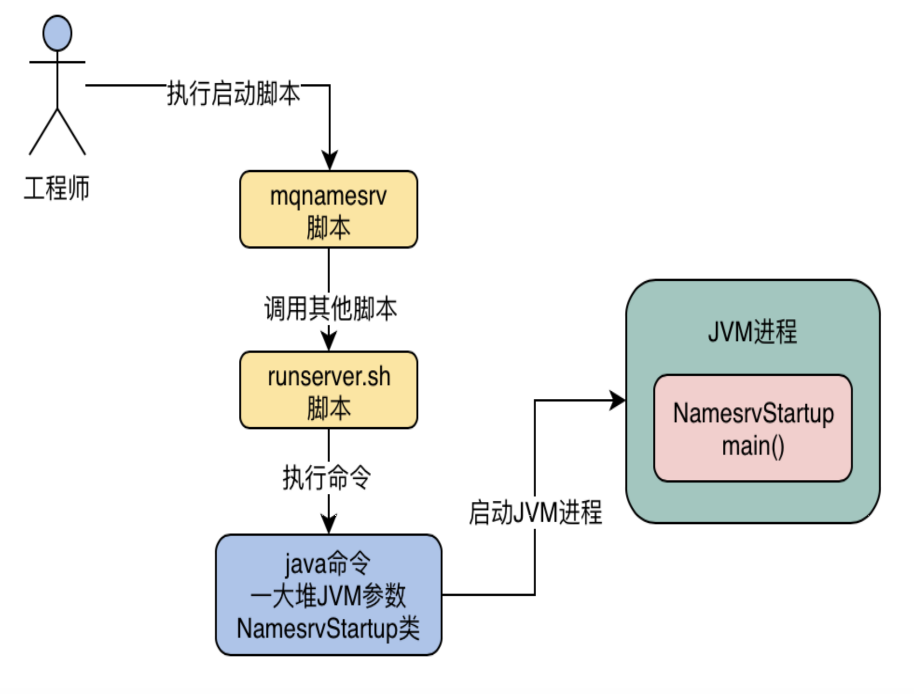 执行启动脚本
工程师
mqnamesrv
脚本
调用其他脚本
runserver.sh
脚本
执行命令
java命令
一大堆JVM参数
NamesrvStartup类
启动JVM进程
JVM进程
NamesrvStartup
main()